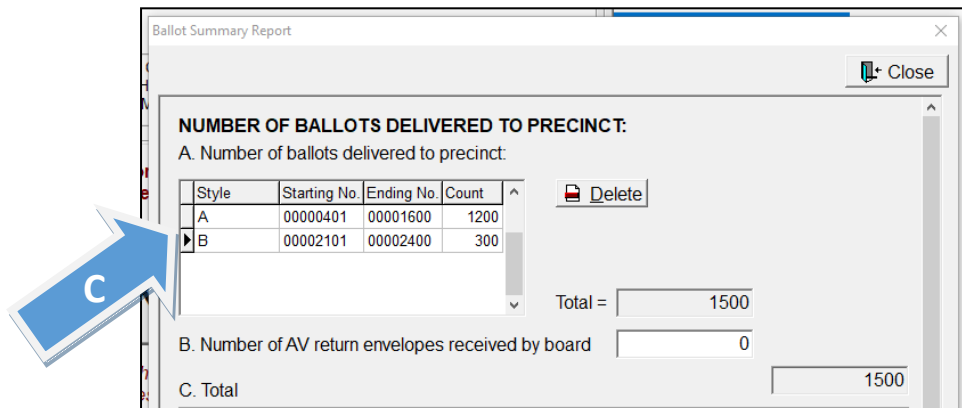 Ballot Summary Report
Close
NUMBER OF BALLOTS DELIVERED TO PRECINCT:
A. Number of ballots delivered to precinct:
Style Starting No. Ending No. Count
Delete
A 00000401 00001600 1200
B 00002101 00002400 300
C
Total = 1500
B. Number of AV return envelopes received by board 0
C. Total 1500